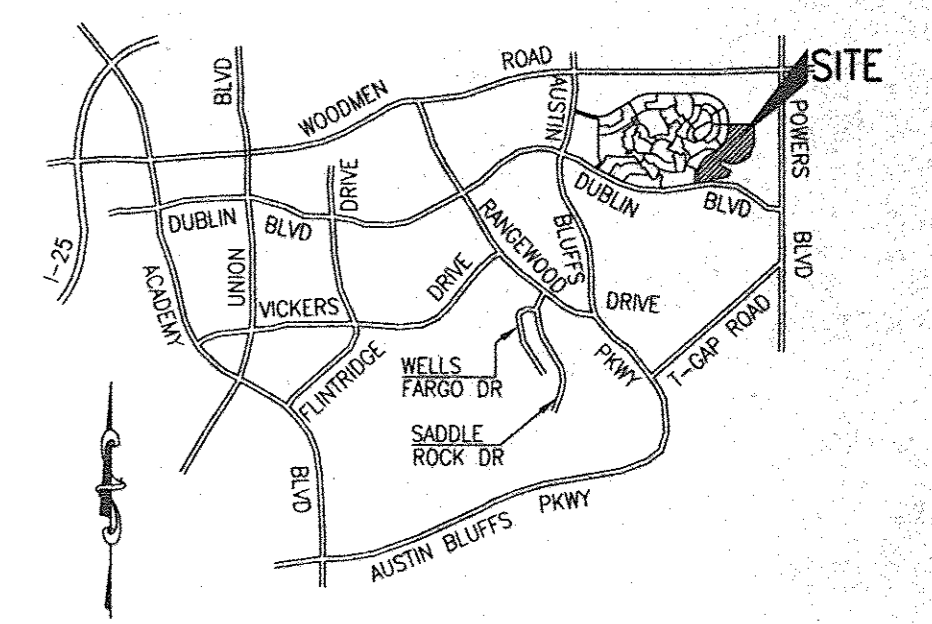 ROAD
SITE
BLVD
WOODMEN
AUSTIN
POWERS
DRIVE
DUBLIN
BLVD
DUBLIN
BLVD
RANGEWOOD
BLUFFS
I-25
ACADEMY
UNION
VICKERS
DRIVE
DRIVE
BLVD
T-GAP ROAD
PKWY
FLINTRIDGE
WELLS
FARGO DR
SADDLE
ROCK DR
BLVD
AUSTIN BLUFFS PKWY